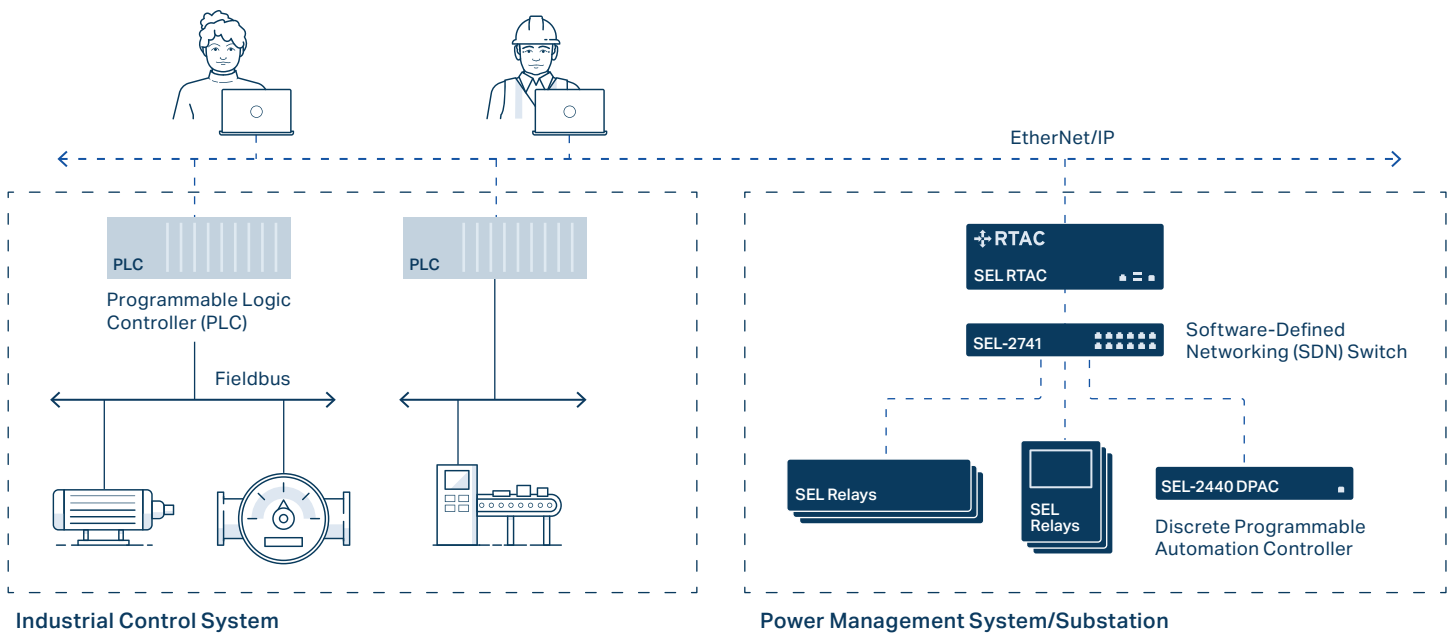 EtherNet/IP
PLC
Programmable Logic
Controller (PLC)
Fieldbus
PLC
RTAC
SEL RTAC
SEL-2741
Software-Defined
Networking (SDN) Switch
SEL Relays
SEL
Relays
SEL-2440 DPAC
Discrete Programmable
Automation Controller
Industrial Control System
Power Management System/Substation